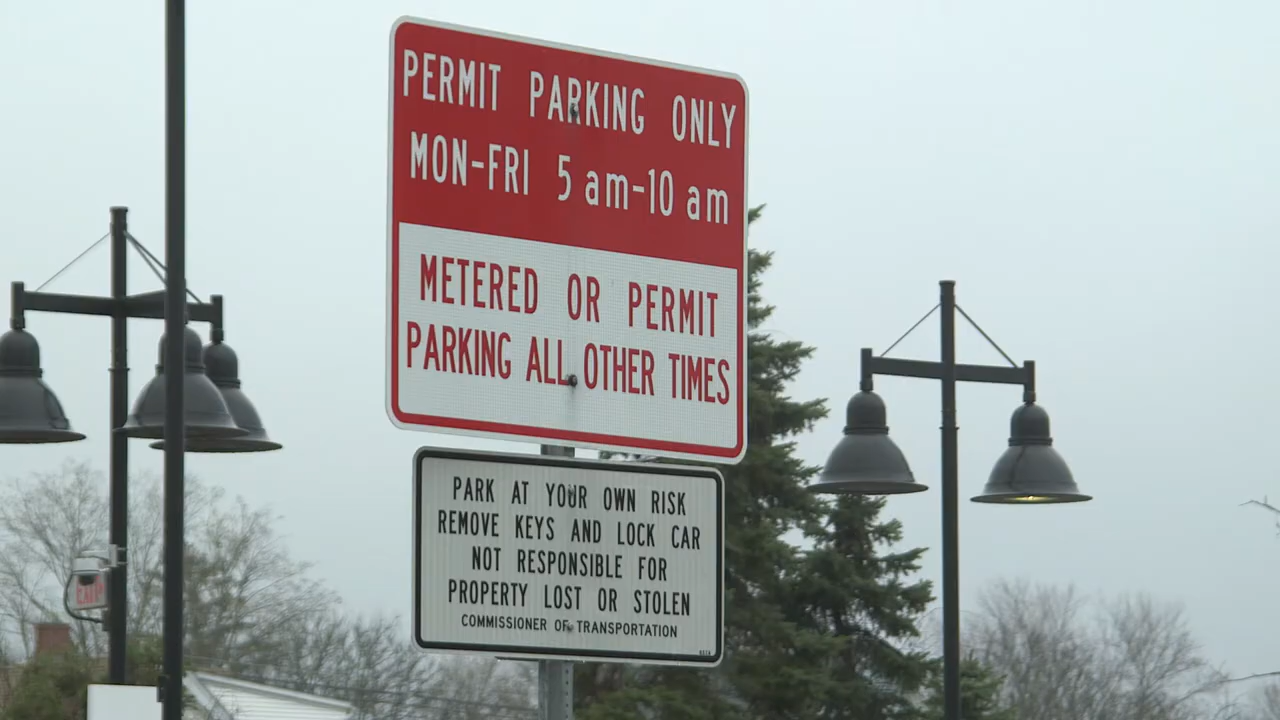 PERMIT PARKING ONLY
MON-FRI 5 am-10 am
METERED OR PERMIT
PARKING ALL OTHER TIMES
PARK AT YOUR OWN RISK
REMOVE KEYS AND LOCK CAR
NOT RESPONSIBLE FOR
PROPERTY LOST OR STOLEN
COMMISSIONER OF TRANSPORTATION